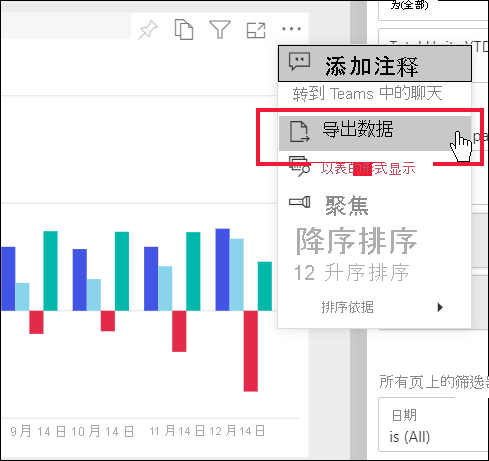 为(全部)
Total Units YTD
添加注释
转到 Teams 中的聊天
导出数据
以表的形式显示
聚焦
降序排序
12 升序排序
排序依据
所有页上的筛选
日期
is (All)
9月 14 日 10 月 14 日 11 月 14 日 12 月 14 日